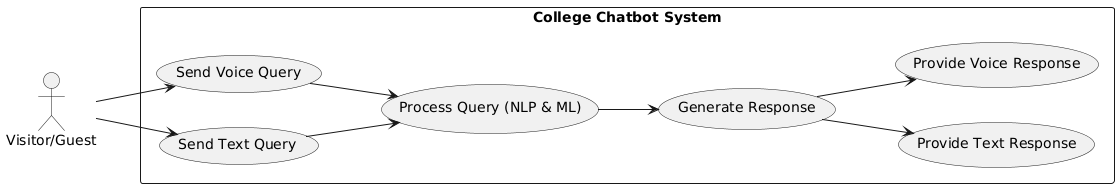 College Chatbot System
Send Voice Query
Provide Voice Response
Process Query (NLP & ML)
Generate Response
Visitor/Guest
Send Text Query
Provide Text Response